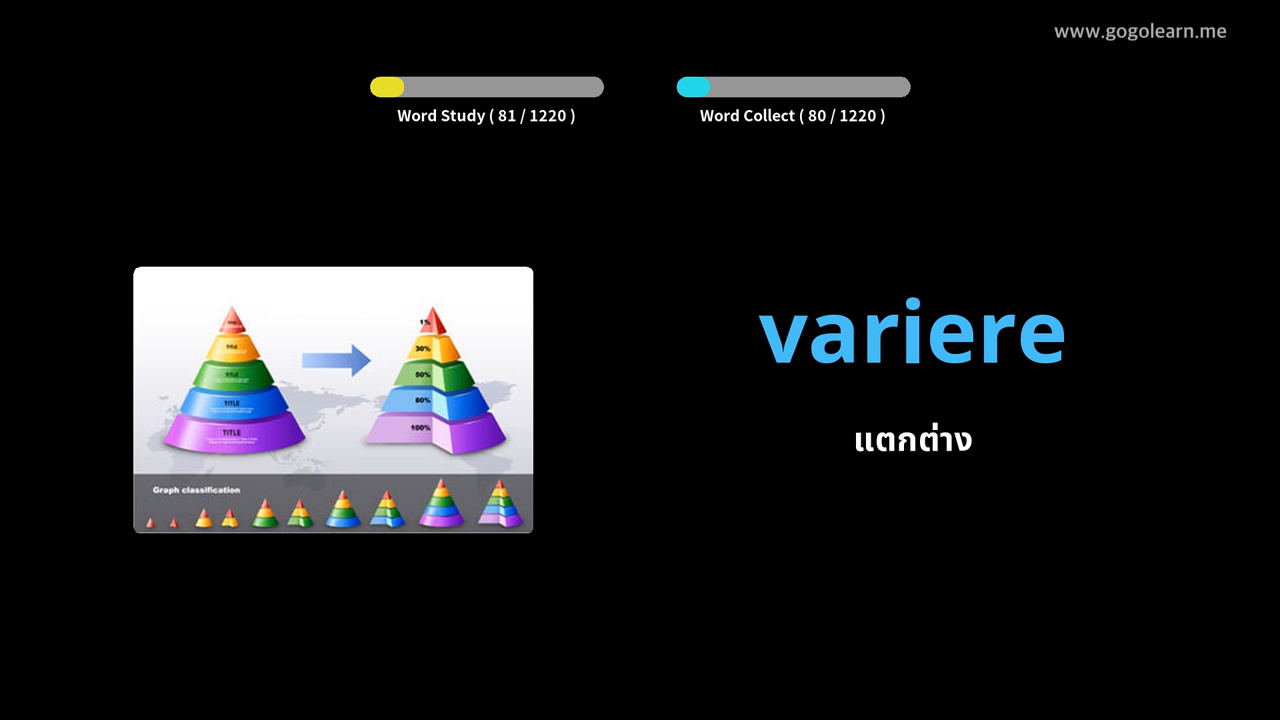 www.gogolearn.me
Word Study ( 81 / 1220 )
Word Collect ( 80 / 1220 )
variere
แตกต่าง
TITLE
TITLE
TITLE
TITLE
1%
30%
50%
80%
100%
Graph classification